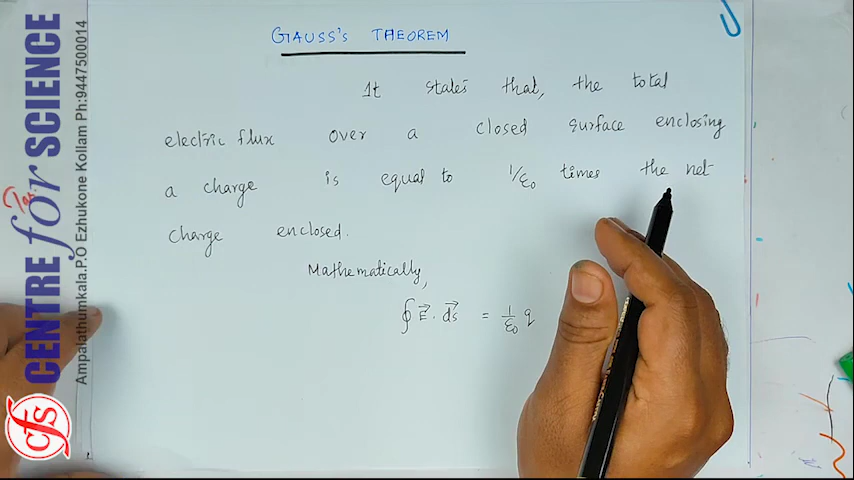 GAUSS'S THEOREM
It states that, the total
electric flux over a closed surface enclosing
a charge is equal to 1/ε₀ times the net
charge enclosed.
Mathematically,
∮ E⃗ . ds⃗ = 1/ε₀ q
CENTRE for SCIENCE
Ampalathumkala.P.O Ezhukone Kollam Ph:9447500014
cfs